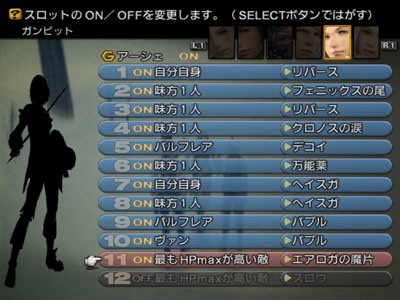 スロットの ON／ OFFを変更します。（ SELECTボタンではがす）
ガンビット
L1 R1
G アーシェ ON
1 ON 自分自身 リバース
2 ON 味方１人 フェニックスの尾
3 ON 味方１人 リバース
4 ON 味方１人 クロノスの涙
5 ON バルフレア デコイ
6 ON 味方１人 万能薬
7 ON 自分自身 ヘイスガ
8 ON 味方１人 ヘイスガ
9 ON バルフレア バブル
10 ON ヴァン バブル
11 ON 最もHPmaxが高い敵 エアロガの魔片
12 OFF 最もHPmaxが高い敵 スロウ